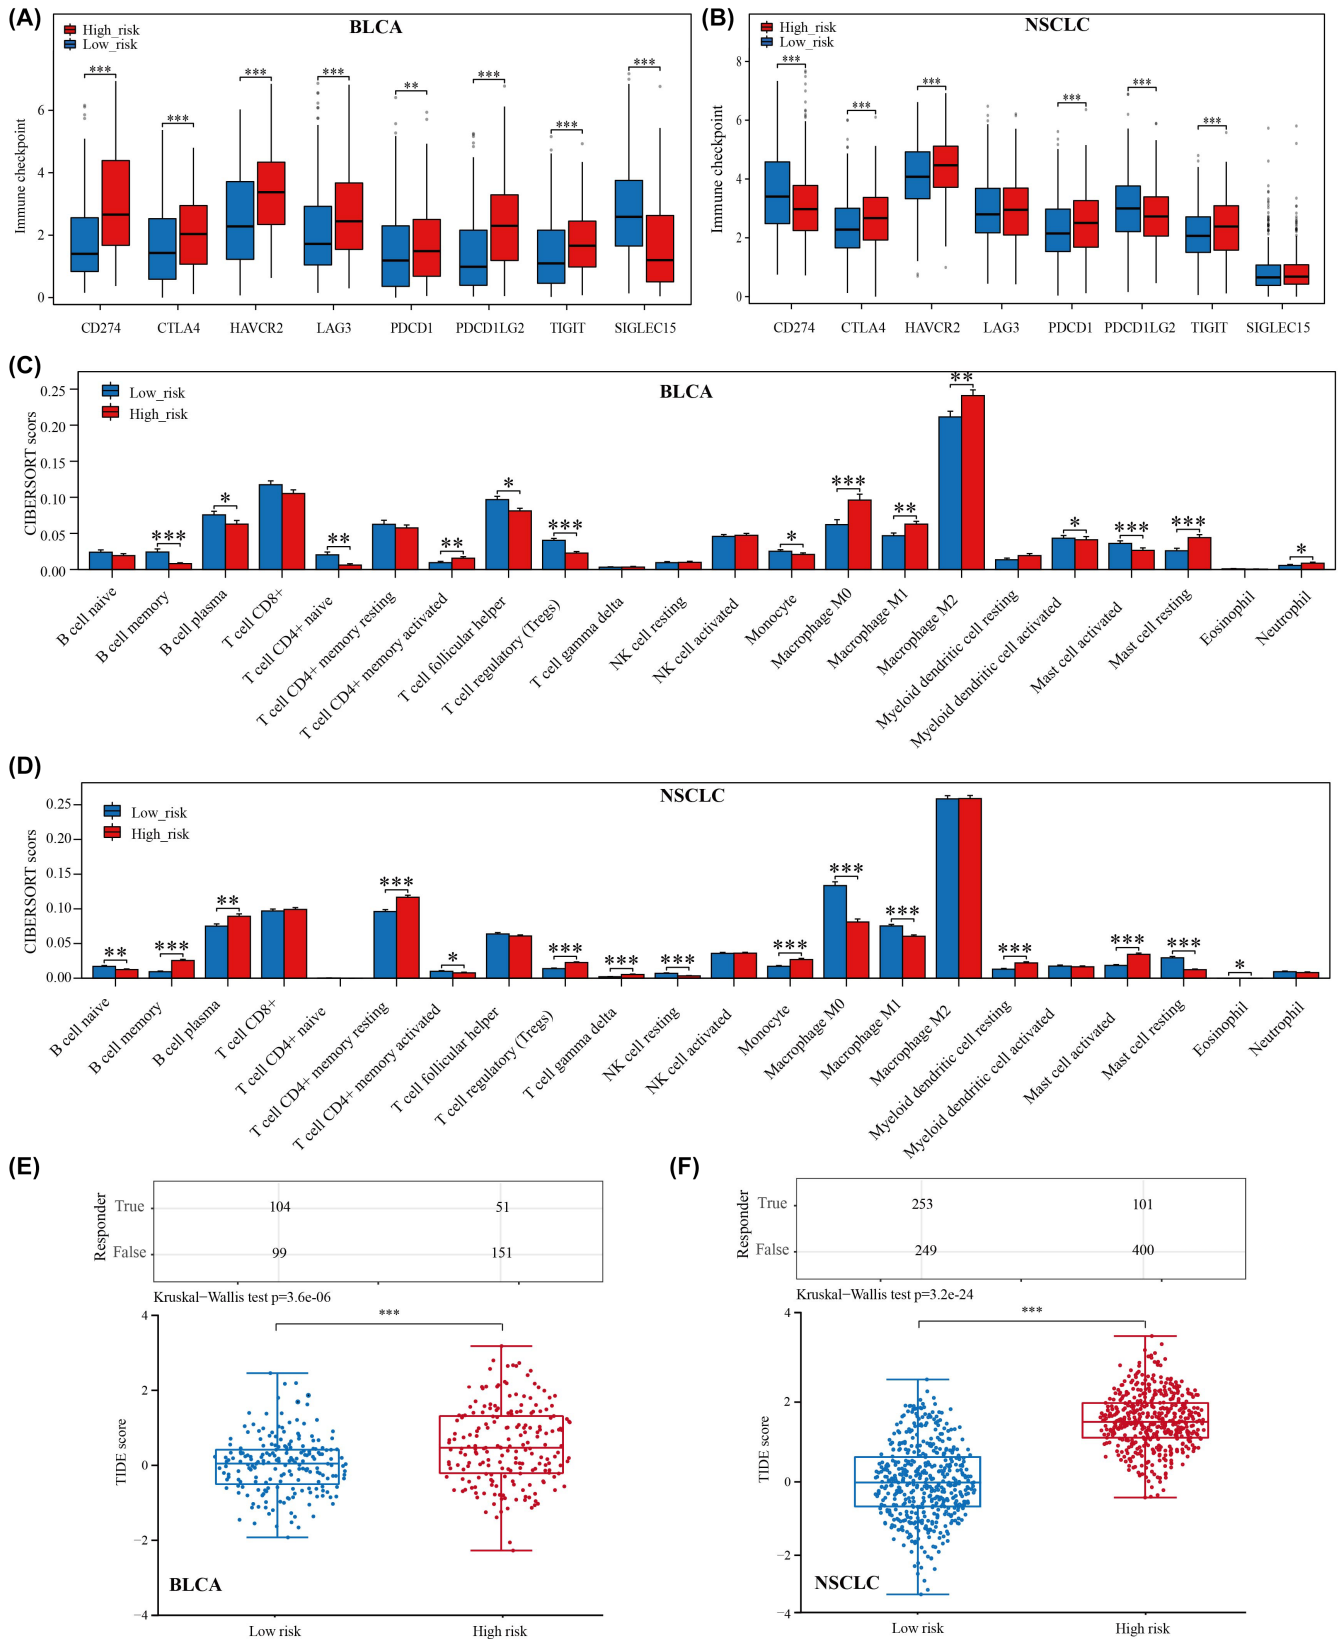 (A)
BLCA
High_risk
Low_risk
*** *** *** *** ** *** *** ***
Immune checkpoint
6
4
2
0
CD274 CTLA4 HAVCR2 LAG3 PDCD1 PDCD1LG2 TIGIT SIGLEC15
(B)
NSCLC
High_risk
Low_risk
*** *** *** *** *** ***
Immune checkpoint
8
6
4
2
0
CD274 CTLA4 HAVCR2 LAG3 PDCD1 PDCD1LG2 TIGIT SIGLEC15
(C)
BLCA
Low_risk
High_risk
CIBERSORT scors
0.25
0.20
0.15
0.10
0.05
0.00
*** * ** ** * *** * *** ** ** * *** *** *
B cell naive
B cell memory
B cell plasma
T cell CD8+
T cell CD4+ naive
T cell CD4+ memory resting
T cell CD4+ memory activated
T cell follicular helper
T cell regulatory (Tregs)
T cell gamma delta
NK cell resting
NK cell activated
Monocyte
Macrophage M0
Macrophage M1
Macrophage M2
Myeloid dendritic cell resting
Myeloid dendritic cell activated
Mast cell activated
Mast cell resting
Eosinophil
Neutrophil
(D)
NSCLC
Low_risk
High_risk
CIBERSORT scors
0.25
0.20
0.15
0.10
0.05
0.00
** *** ** *** * *** *** *** *** *** *** *** *** *** *
B cell naive
B cell memory
B cell plasma
T cell CD8+
T cell CD4+ naive
T cell CD4+ memory resting
T cell CD4+ memory activated
T cell follicular helper
T cell regulatory (Tregs)
T cell gamma delta
NK cell resting
NK cell activated
Monocyte
Macrophage M0
Macrophage M1
Macrophage M2
Myeloid dendritic cell resting
Myeloid dendritic cell activated
Mast cell activated
Mast cell resting
Eosinophil
Neutrophil
(E)
Responder
True 104 51
False 99 151
Kruskal−Wallis test p=3.6e-06
***
TIDE score
4
2
0
−2
−4
BLCA
Low risk High risk
(F)
Responder
True 253 101
False 249 400
Kruskal−Wallis test p=3.2e-24
***
TIDE score
4
2
0
−2
−4
NSCLC
Low risk High risk